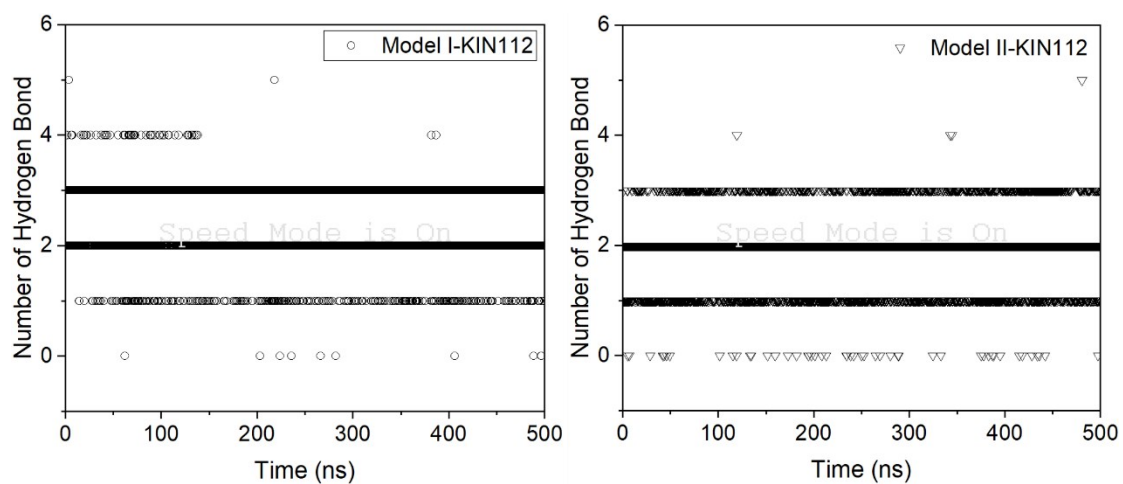 6
4
2
0
Number of Hydrogen Bond
Model I-KIN112
Speed Mode is On
0 100 200 300 400 500
Time (ns)
6
4
2
0
Number of Hydrogen Bond
Model II-KIN112
Speed Mode is On
0 100 200 300 400 500
Time (ns)